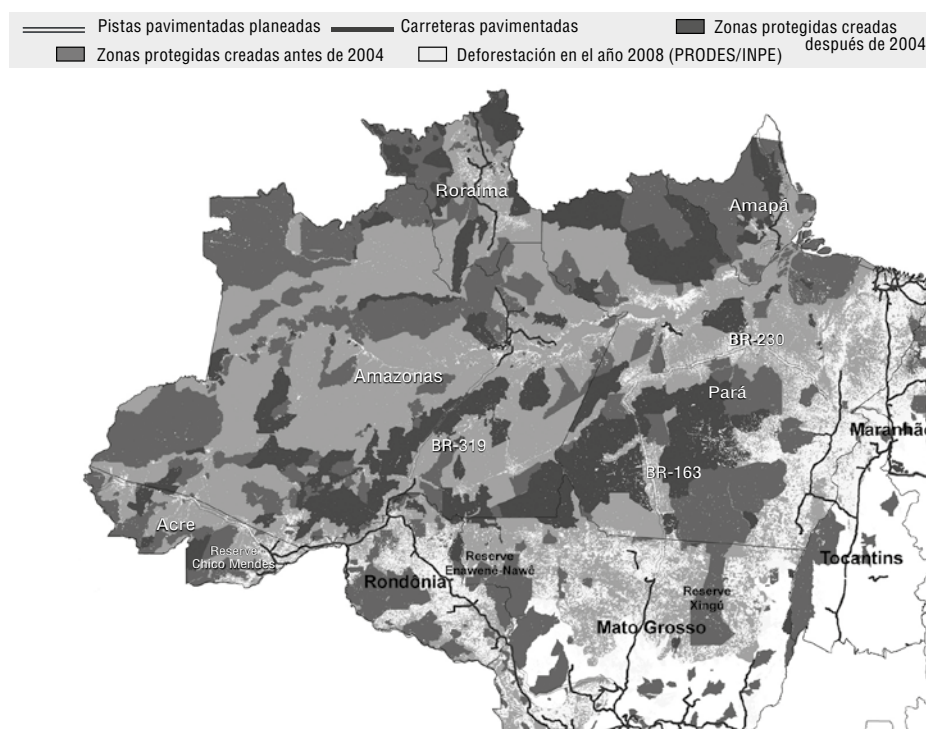 Pistas pavimentadas planeadas
Carreteras pavimentadas
Zonas protegidas creadas
después de 2004
Zonas protegidas creadas antes de 2004
Deforestación en el año 2008 (PRODES/INPE)
Roraima
Amapá
BR-230
Amazonas
Pará
Maranhão
BR-319
BR-163
Acre
Reserve
Chico Mendes
Reserve
Enawené-Nawé
Tocantins
Rondônia
Reserve
Xingú
Mato Grosso